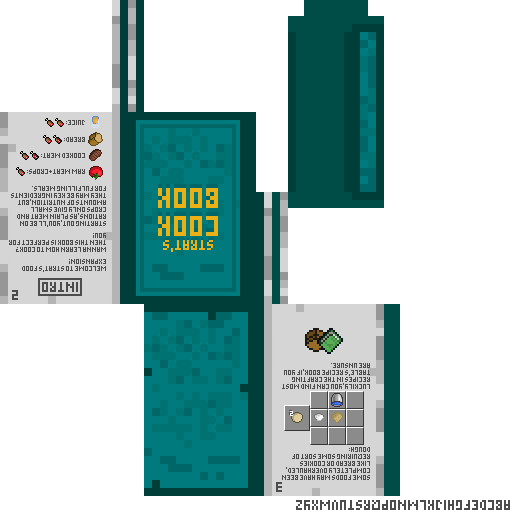 2
INTRO
WELCOME TO STRAT'S FOOD
EXPANSION!
WANNA LEARN HOW TO COOK?
THEN THIS BOOK IS PERFECT FOR
YOU!
STARTING OUT, YOU'LL BE ON
RATIONS, AS PLAIN MEAT AND
CROPS ONLY GIVE SMALL
AMOUNTS OF NUTRITION, BUT
THEY MAY BE KEY INGREDIENTS
FOR FULFILLING MEALS.
RAW MEAT+CROPS:
COOKED MEAT:
BREAD:
JUICE:
STRAT'S
COOK
BOOK
3
SOME FOODS MAY HAVE BEEN
COMPLETELY OVERHAULED,
LIKE BREAD OR COOKIES
REQUIRING SOME SORT OF
DOUGH.
LUCKILY, YOU CAN FIND MOST
RECIPES IN THE CRAFTING
TABLE'S RECIPE BOOK, IF YOU
ARE UNSURE.
ABCDEFGHIJKLMNOPQRSTUVWXYZ